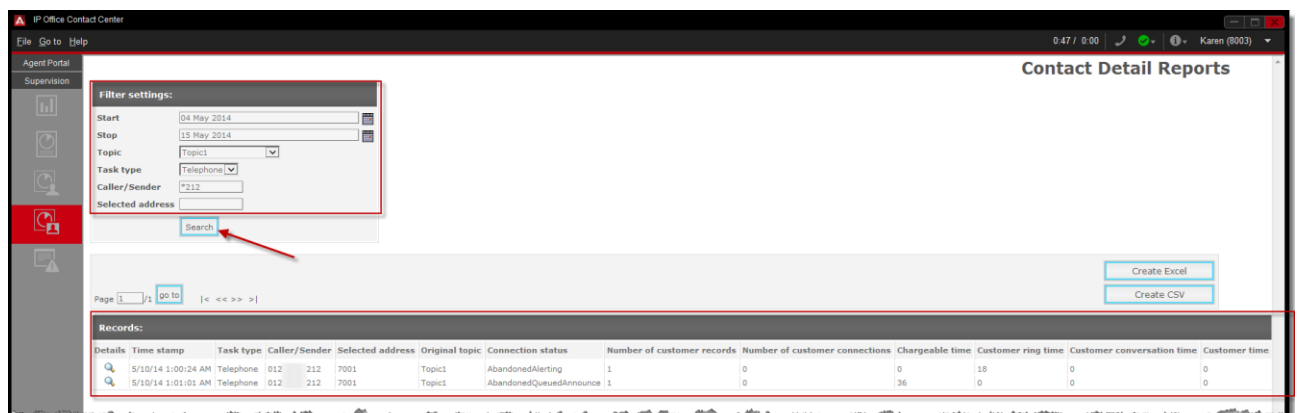 IP Office Contact Center
File Go to Help
0:47 / 0:00 Karen (8003)
Agent Portal
Supervision
Contact Detail Reports
Filter settings:
Start 04 May 2014
Stop 15 May 2014
Topic Topic1
Task type Telephone
Caller/Sender *212
Selected address
Search
Create Excel
Page 1 /1 go to |< << >> >|
Create CSV
Records:
Details Time stamp Task type Caller/Sender Selected address Original topic Connection status Number of customer records Number of customer connections Chargeable time Customer ring time Customer conversation time Customer time
5/10/14 1:00:24 AM Telephone 012 212 7001 Topic1 AbandonedAlerting 1 0 0 18 0 0
5/10/14 1:01:01 AM Telephone 012 212 7001 Topic1 AbandonedQueuedAnnounce 1 0 36 0 0 0